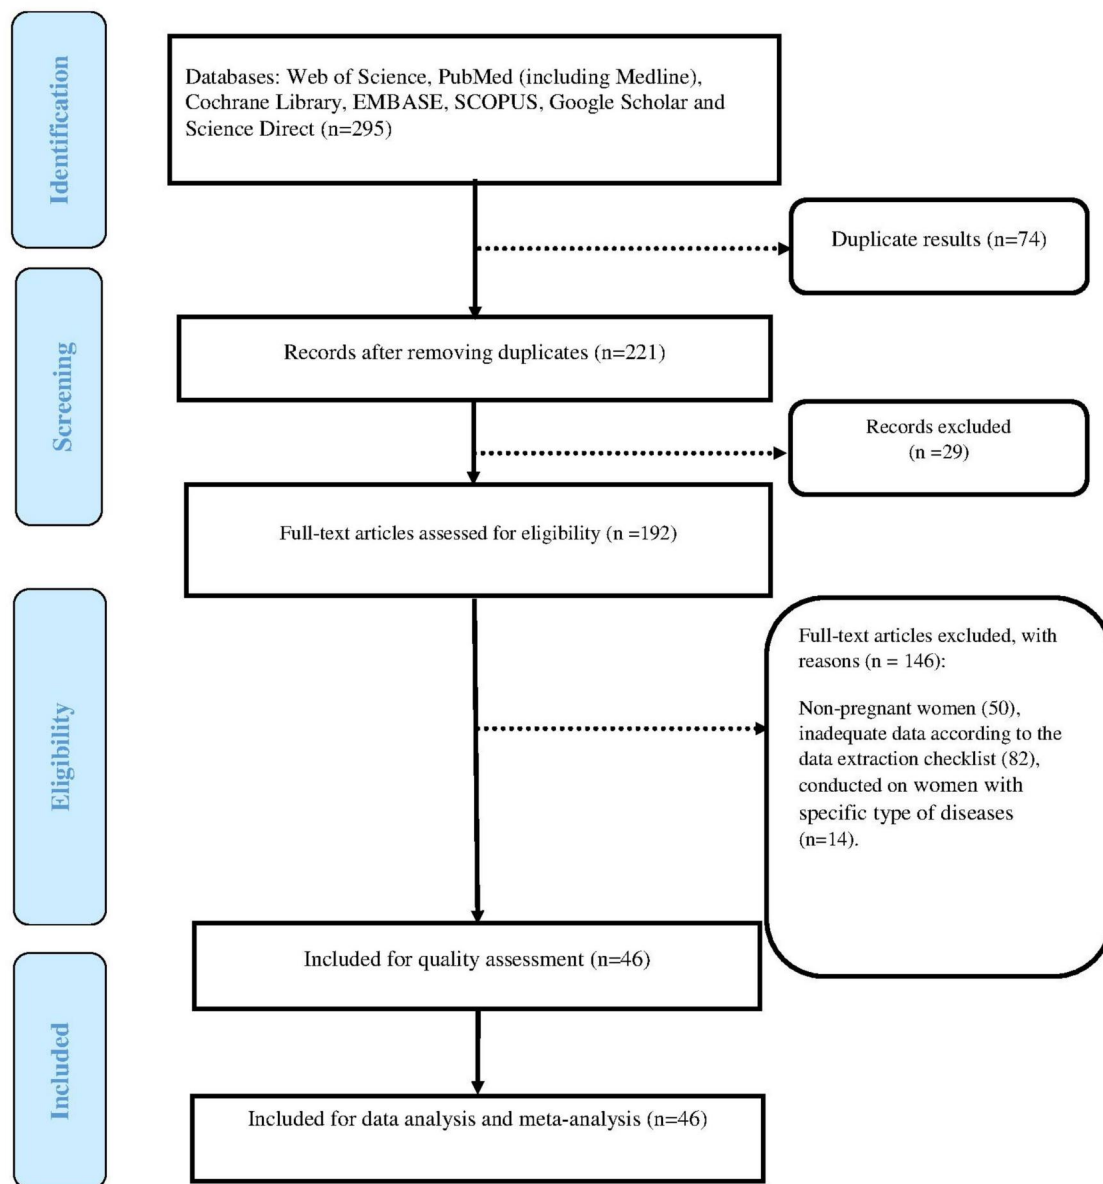 Identification
Databases: Web of Science, PubMed (including Medline),
Cochrane Library, EMBASE, SCOPUS, Google Scholar and
Science Direct (n=295)
Duplicate results (n=74)
Screening
Records after removing duplicates (n=221)
Records excluded
(n =29)
Full-text articles assessed for eligibility (n =192)
Eligibility
Full-text articles excluded, with
reasons (n = 146):
Non-pregnant women (50),
inadequate data according to the
data extraction checklist (82),
conducted on women with
specific type of diseases
(n=14).
Included for quality assessment (n=46)
Included
Included for data analysis and meta-analysis (n=46)